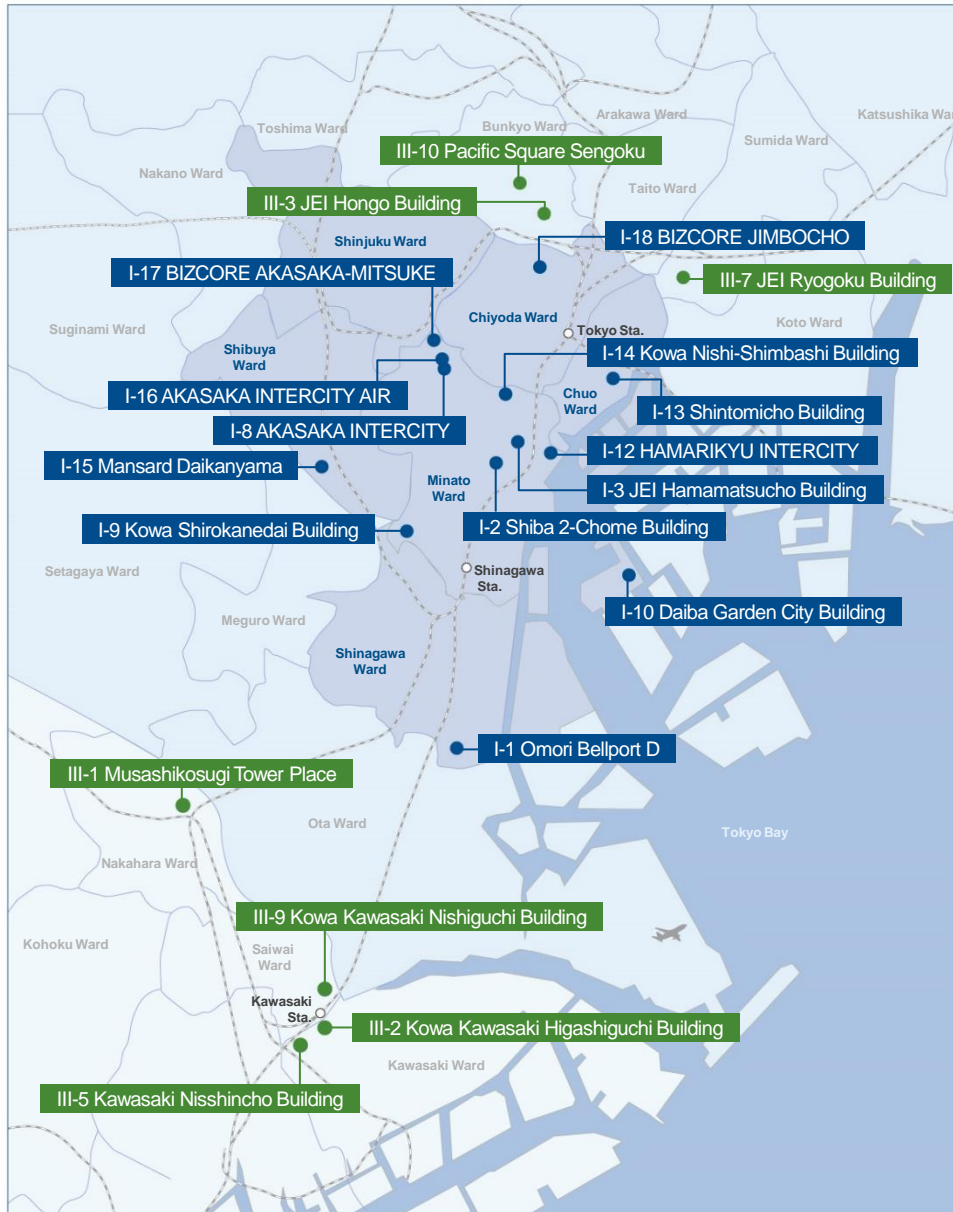 Arakawa Ward
Katsushika War
Toshima Ward
Bunkyo Ward
Sumida Ward
III-10 Pacific Square Sengoku
Nakano Ward
Taito Ward
III-3 JEI Hongo Building
Shinjuku Ward
I-18 BIZCORE JIMBOCHO
I-17 BIZCORE AKASAKA-MITSUKE
III-7 JEI Ryogoku Building
Chiyoda Ward
Koto Ward
Suginami Ward
Tokyo Sta.
Shibuya
Ward
I-14 Kowa Nishi-Shimbashi Building
I-16 AKASAKA INTERCITY AIR
Chuo
Ward
I-13 Shintomicho Building
I-8 AKASAKA INTERCITY
I-12 HAMARIKYU INTERCITY
I-15 Mansard Daikanyama
Minato
Ward
I-3 JEI Hamamatsucho Building
I-9 Kowa Shirokanedai Building
I-2 Shiba 2-Chome Building
Setagaya Ward
Shinagawa
Sta.
I-10 Daiba Garden City Building
Meguro Ward
Shinagawa
Ward
I-1 Omori Bellport D
III-1 Musashikosugi Tower Place
Ota Ward
Tokyo Bay
Nakahara Ward
III-9 Kowa Kawasaki Nishiguchi Building
Kohoku Ward
Saiwai
Ward
Kawasaki
Sta.
III-2 Kowa Kawasaki Higashiguchi Building
Kawasaki Ward
III-5 Kawasaki Nisshincho Building